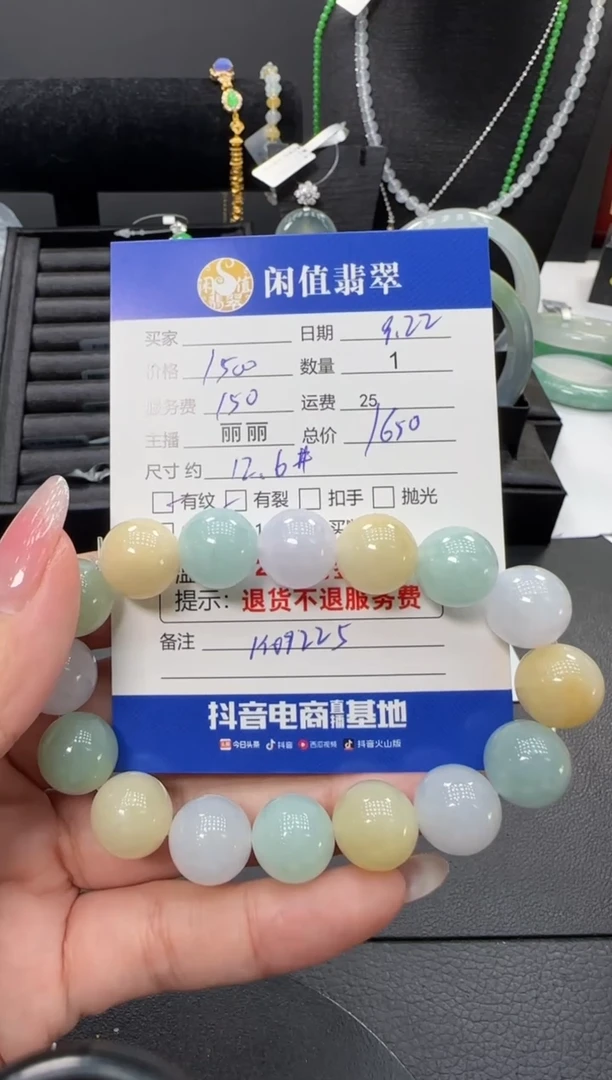 闲值翡翠
买家 日期 9.22
价格 1500 数量 1
服务费 150 运费 25
主播 丽丽 总价 1650
尺寸 约 12.6#
有纹 有裂 扣手 抛光
提示：退货不退服务费
备注 K09225
抖音电商直播基地
今日头条 抖音 西瓜视频 抖音火山版